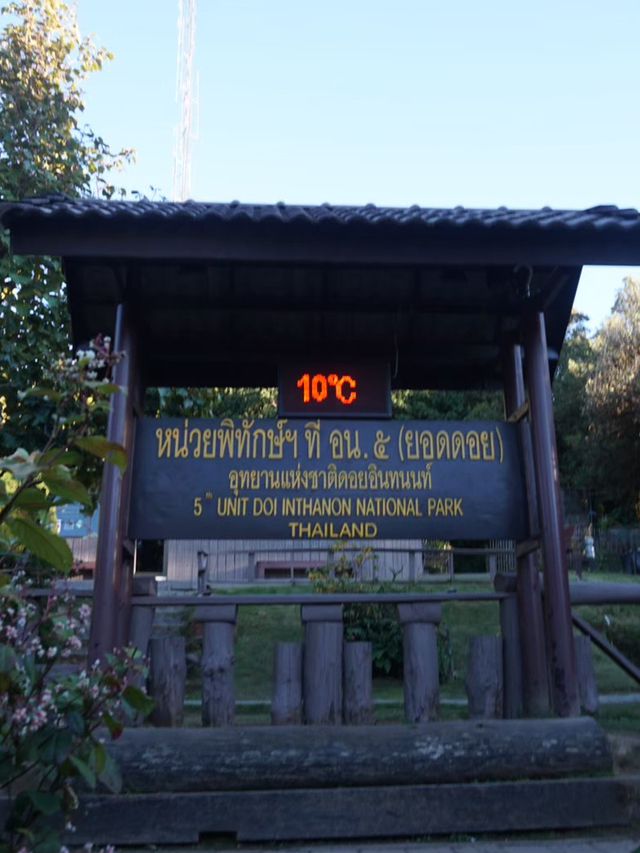 10°C
หน่วยพิทักษ์ฯ ที่ อน.๕ (ยอดดอย)
อุทยานแห่งชาติดอยอินทนนท์
5TH UNIT DOI INTHANON NATIONAL PARK
THAILAND